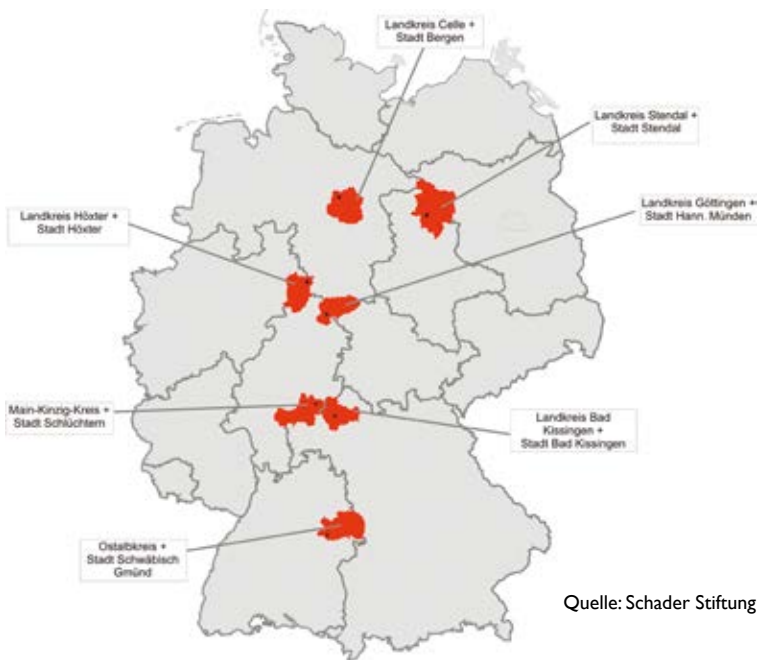 Landkreis Celle +
Stadt Bergen
Landkreis Stendal +
Stadt Stendal
Landkreis Göttingen +
Stadt Hann. Münden
Landkreis Höxter +
Stadt Höxter
Main-Kinzig-Kreis +
Stadt Schlüchtern
Landkreis Bad
Kissingen +
Stadt Bad Kissingen
Ostalbkreis +
Stadt Schwäbisch
Gmünd
Quelle: Schader Stiftung